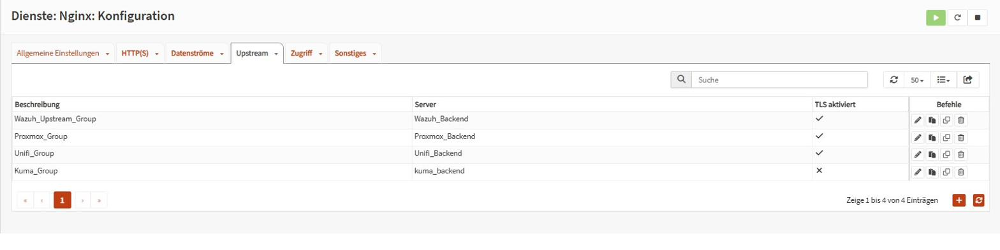 Dienste: Nginx: Konfiguration
Allgemeine Einstellungen HTTP(S) Datenströme Upstream Zugriff Sonstiges
Suche 50
Beschreibung Server TLS aktiviert Befehle
Wazuh_Upstream_Group Wazuh_Backend
Proxmox_Group Proxmox_Backend
Unifi_Group Unifi_Backend
Kuma_Group kuma_backend
« ‹ 1 › » Zeige 1 bis 4 von 4 Einträgen